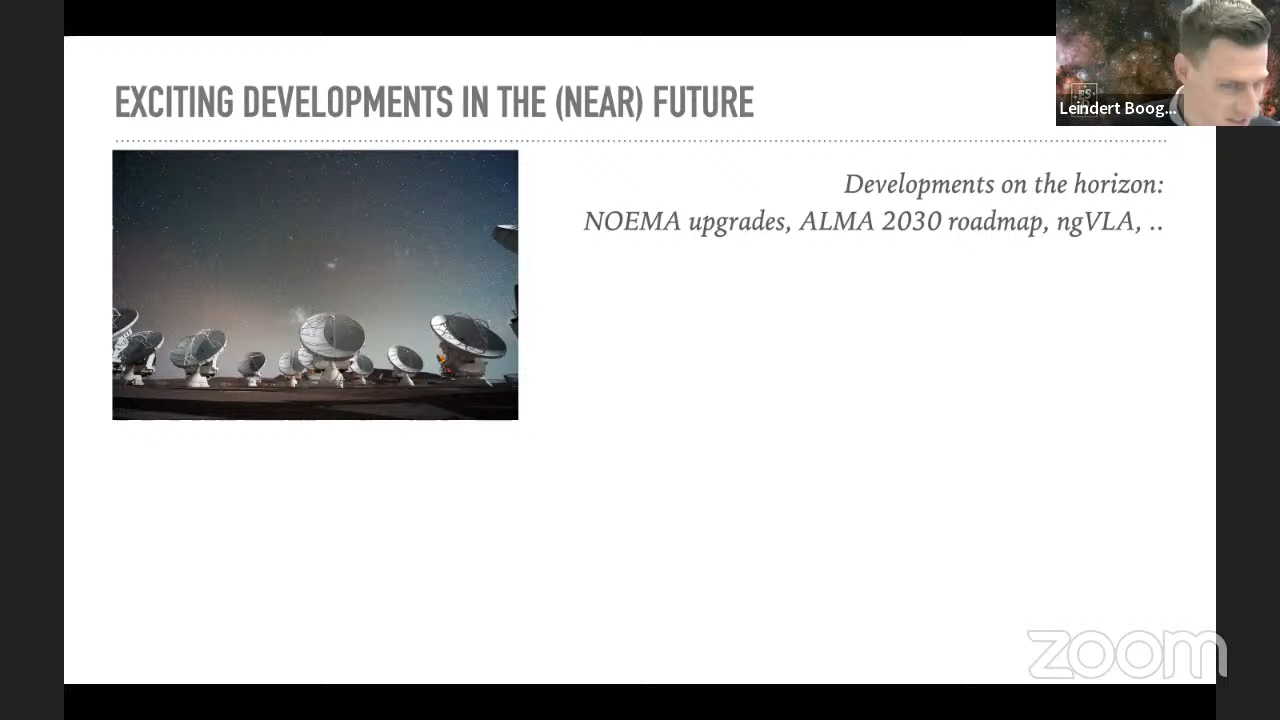 EXCITING DEVELOPMENTS IN THE (NEAR) FUTURE
Leindert Boog...
Developments on the horizon:
NOEMA upgrades, ALMA 2030 roadmap, ngVLA, ..
zoom